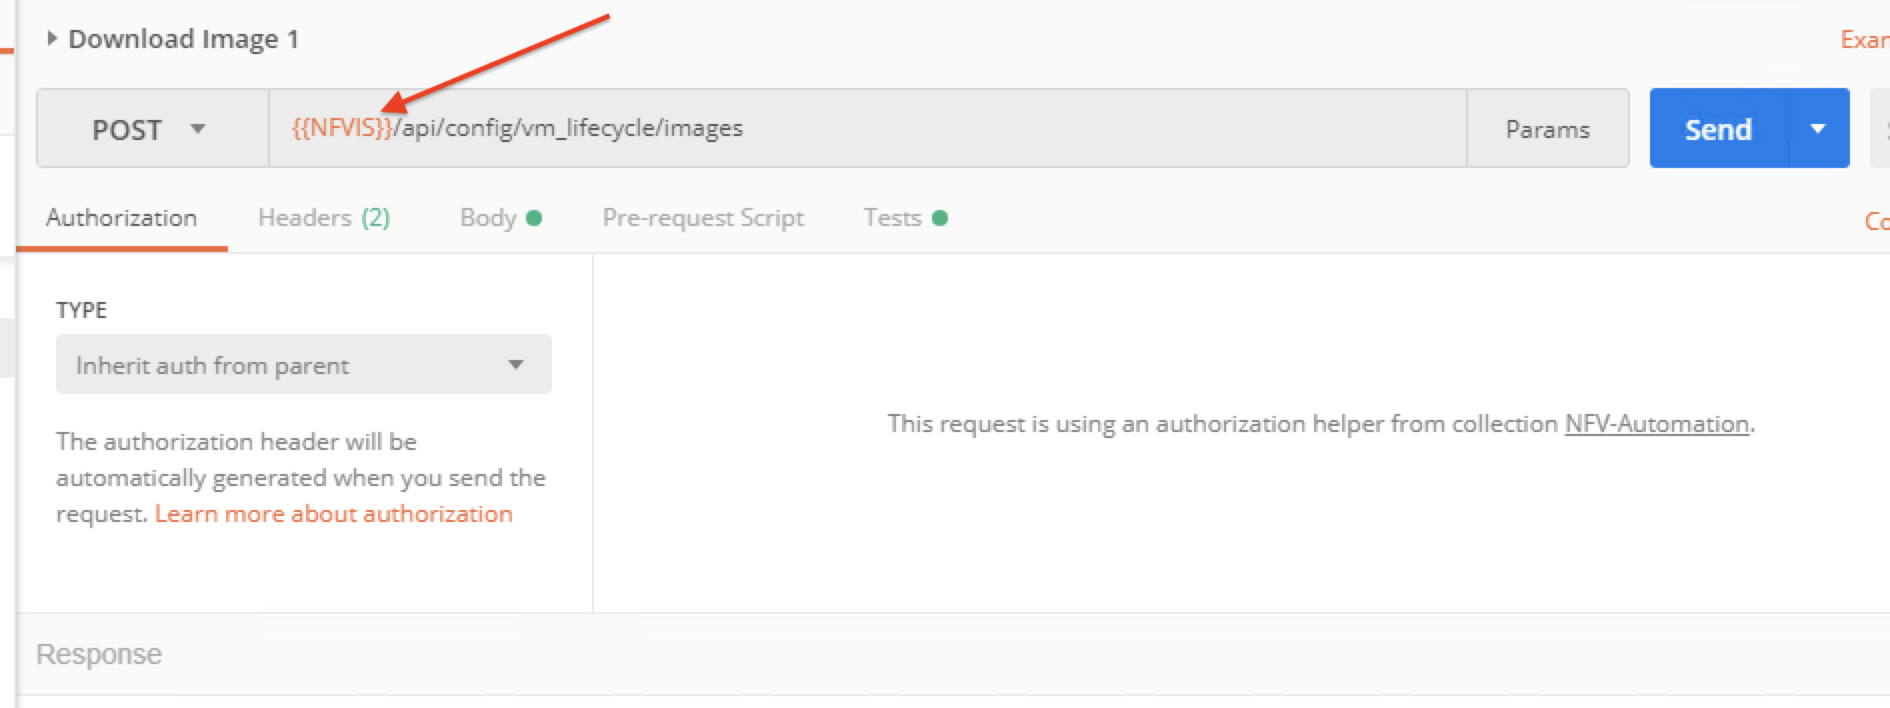 Download Image 1
Exam
POST
{{NFVIS}}/api/config/vm_lifecycle/images
Params
Send
Authorization
Headers (2)
Body
Pre-request Script
Tests
Co
TYPE
Inherit auth from parent
The authorization header will be
automatically generated when you send the
request. Learn more about authorization
This request is using an authorization helper from collection NFV-Automation.
Response